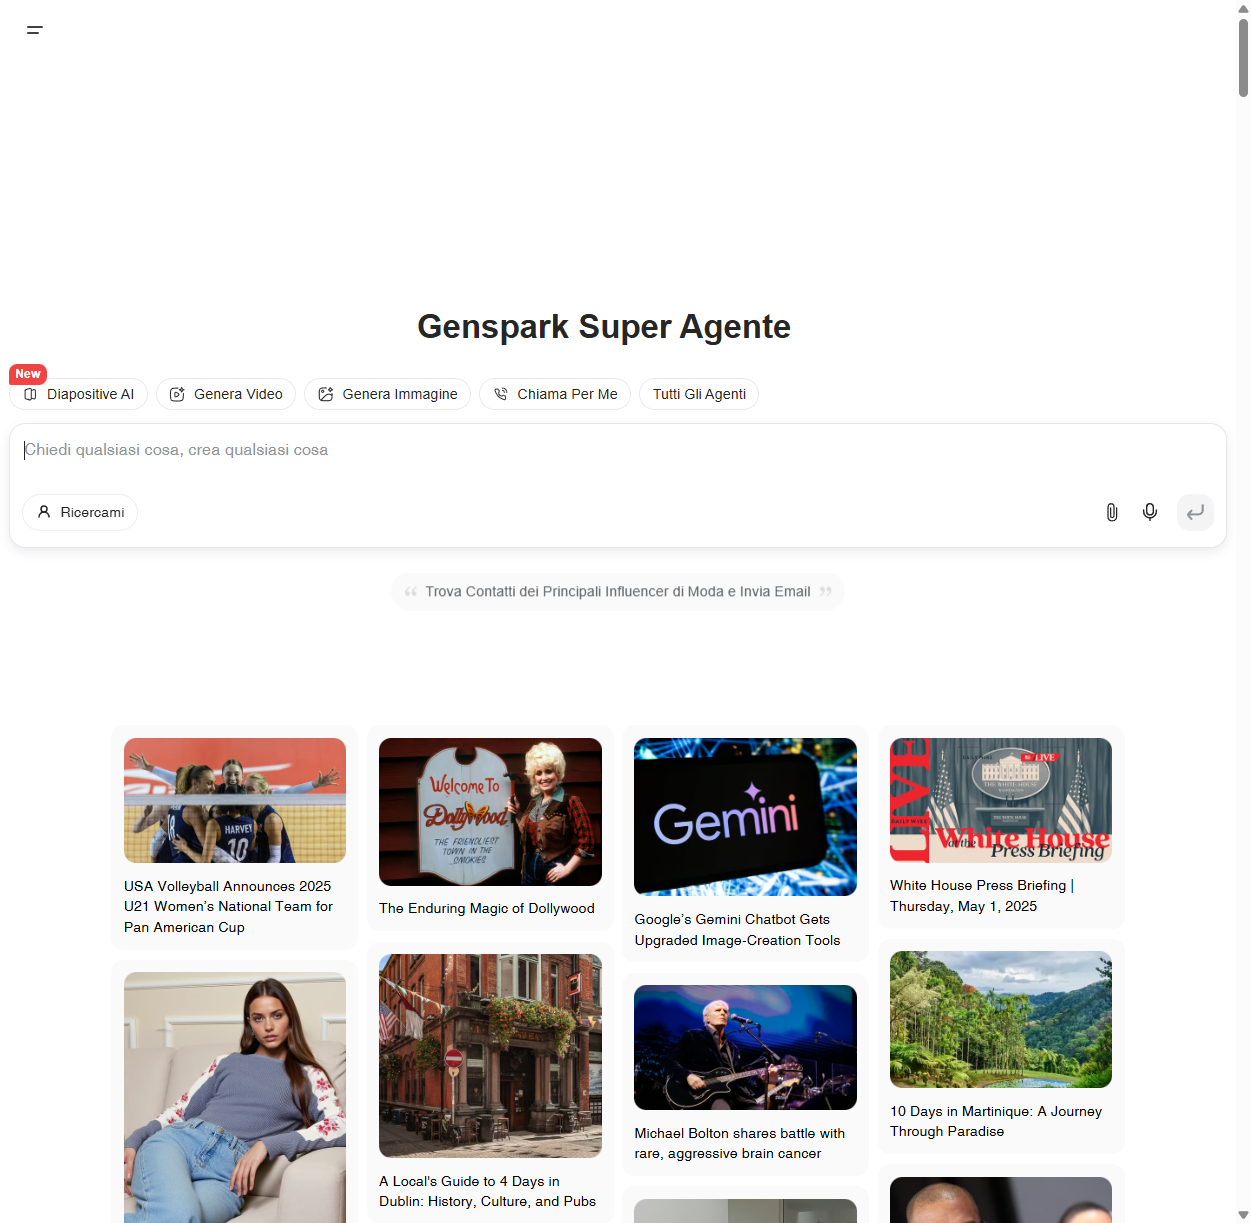 Genspark Super Agente
New
Diapositive AI
Genera Video
Genera Immagine
Chiama Per Me
Tutti Gli Agenti
Chiedi qualsiasi cosa, crea qualsiasi cosa
Ricercami
“ Trova Contatti dei Principali Influencer di Moda e Invia Email ”
HARVEY
10
USA Volleyball Announces 2025
U21 Women's National Team for
Pan American Cup
Welcome To
Dollywood
THE FRIENDLIEST
TOWN IN THE
SMOKIES
The Enduring Magic of Dollywood
Gemini
Google's Gemini Chatbot Gets
Upgraded Image-Creation Tools
LIVE
LIVE
THE WHITE HOUSE
DAILY WIRE
White House
at the
Press Briefing
White House Press Briefing |
Thursday, May 1, 2025
A Local's Guide to 4 Days in
Dublin: History, Culture, and Pubs
Michael Bolton shares battle with
rare, aggressive brain cancer
10 Days in Martinique: A Journey
Through Paradise